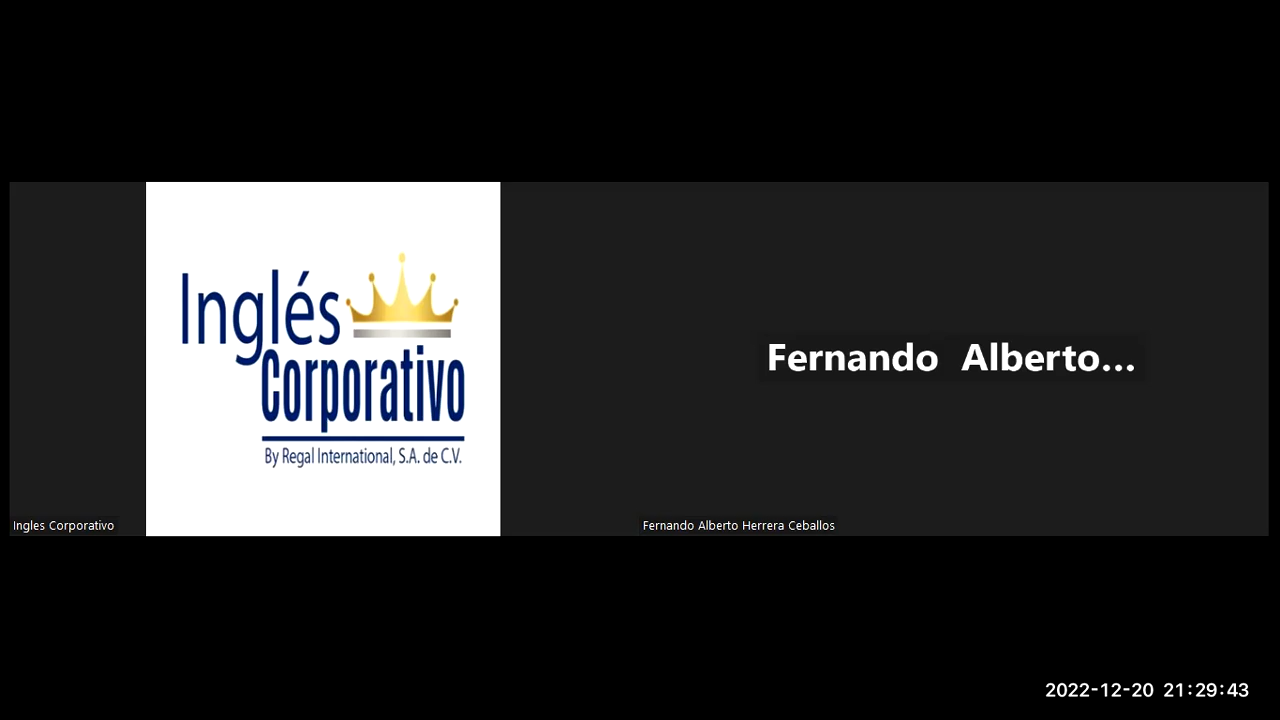 Inglés
Corporativo
By Regal International, S.A. de C.V.
Ingles Corporativo
Fernando Alberto...
Fernando Alberto Herrera Ceballos
2022-12-20 21:29:43